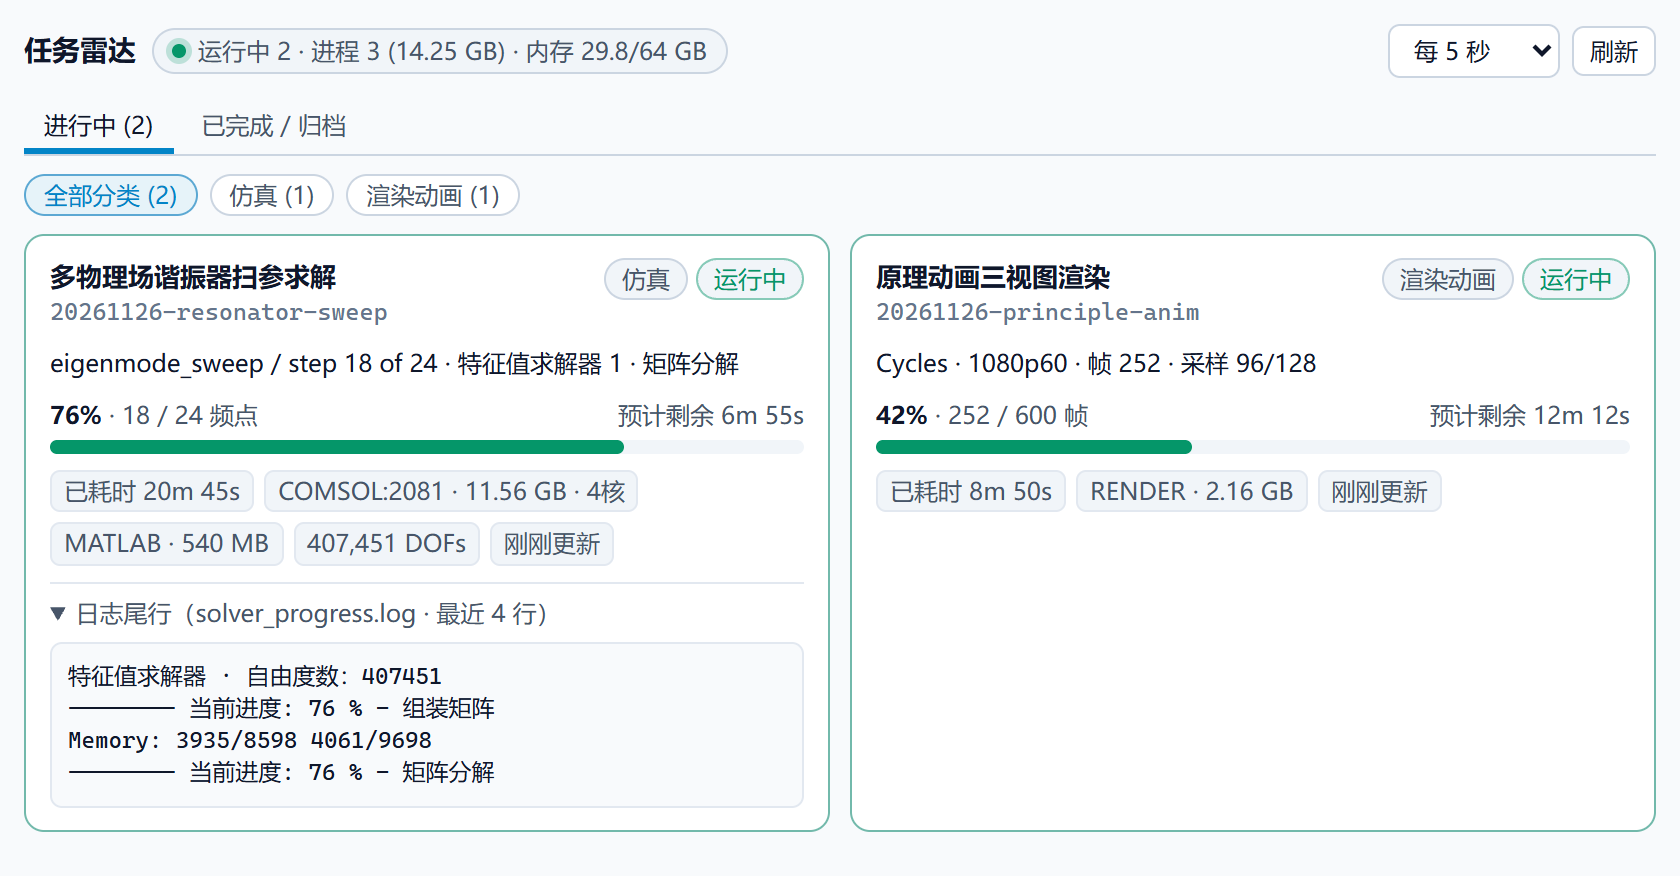 任务雷达 运行中 2 · 进程 3 (14.25 GB) · 内存 29.8/64 GB 每 5 秒 刷新
进行中 (2) 已完成 / 归档
全部分类 (2) 仿真 (1) 渲染动画 (1)
多物理场谐振器扫参求解 仿真 运行中
20261126-resonator-sweep
eigenmode_sweep / step 18 of 24 · 特征值求解器 1 · 矩阵分解
76% · 18 / 24 频点 预计剩余 6m 55s
已耗时 20m 45s COMSOL:2081 · 11.56 GB · 4核
MATLAB · 540 MB 407,451 DOFs 刚刚更新
▼ 日志尾行（solver_progress.log · 最近 4 行）
特征值求解器 · 自由度数: 407451
———————— 当前进度: 76 % - 组装矩阵
Memory: 3935/8598 4061/9698
———————— 当前进度: 76 % - 矩阵分解
原理动画三视图渲染 渲染动画 运行中
20261126-principle-anim
Cycles · 1080p60 · 帧 252 · 采样 96/128
42% · 252 / 600 帧 预计剩余 12m 12s
已耗时 8m 50s RENDER · 2.16 GB 刚刚更新